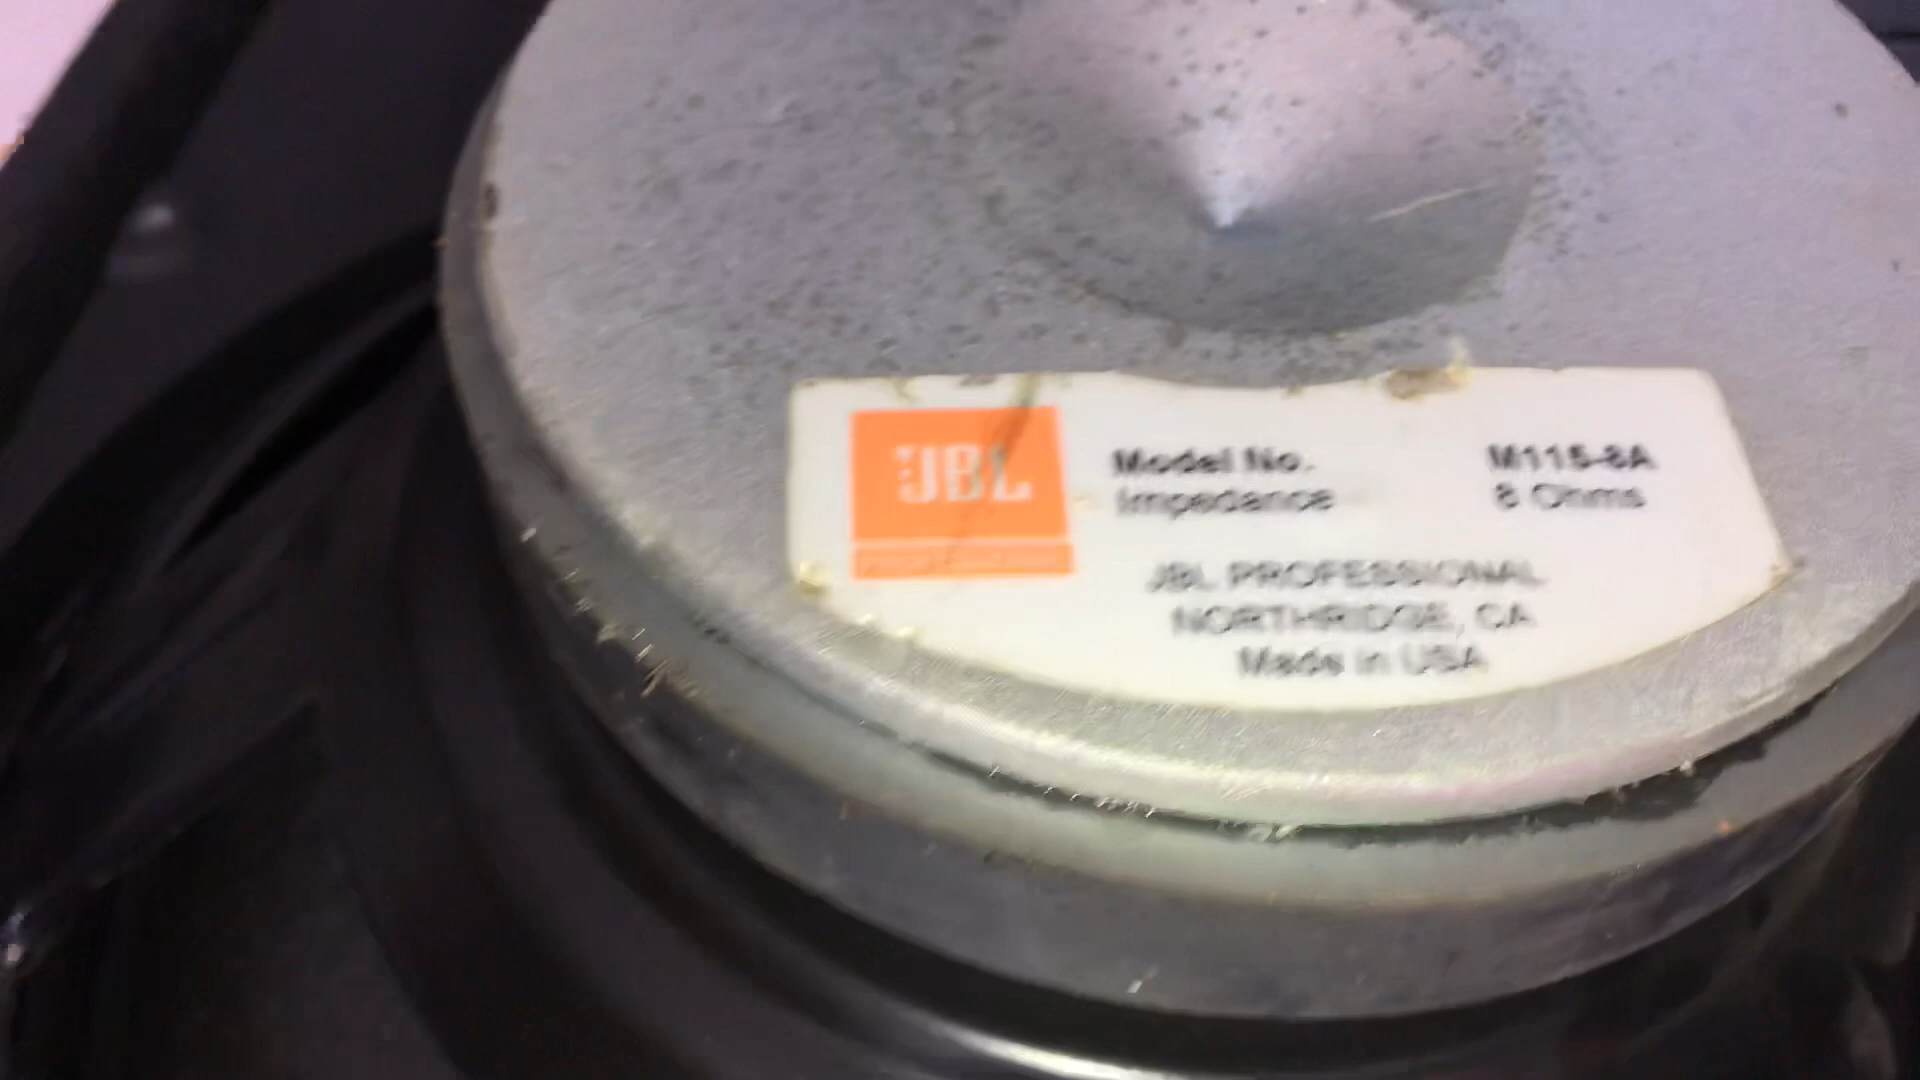 JBL
Model No. M115-8A
Impedance 8 Ohms
JBL PROFESSIONAL
NORTHRIDGE, CA
Made in USA